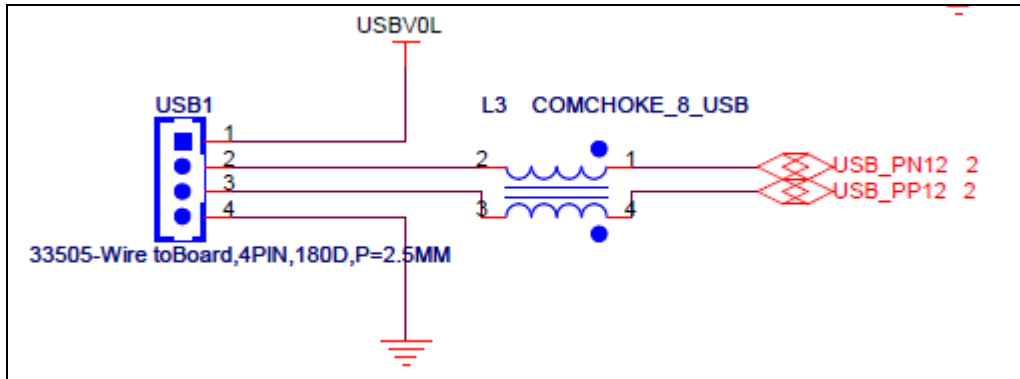 USBV0L
USB1
L3 COMCHOKE_8_USB
1
2 2 1 USB_PN12 2
3 3 4 USB_PP12 2
4
33505-Wire toBoard,4PIN,180D,P=2.5MM